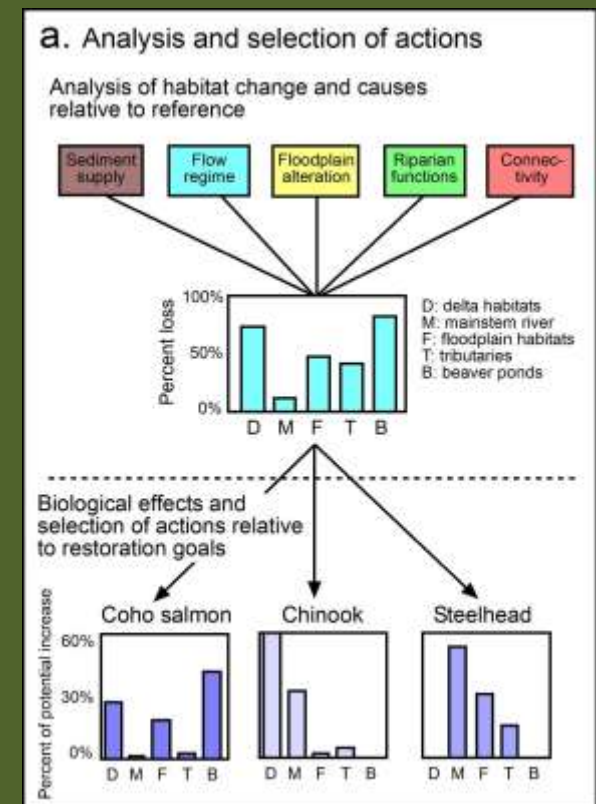 a. Analysis and selection of actions
Analysis of habitat change and causes
relative to reference
Sediment
supply
Flow
regime
Floodplain
alteration
Riparian
functions
Connec-
tivity
Percent loss
100%
50%
0%
D M F T B
D: delta habitats
M: mainstem river
F: floodplain habitats
T: tributaries
B: beaver ponds
Biological effects and
selection of actions relative
to restoration goals
Percent of potential increase
Coho salmon
60%
30%
0%
D M F T B
Chinook
D M F T B
Steelhead
D M F T B